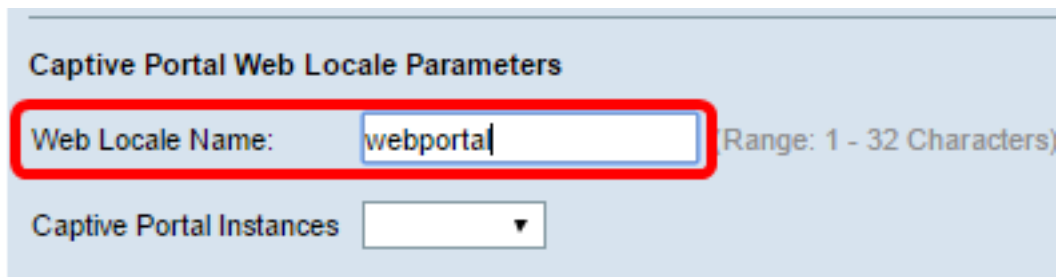 Captive Portal Web Locale Parameters
Web Locale Name: webportal (Range: 1 - 32 Characters)
Captive Portal Instances